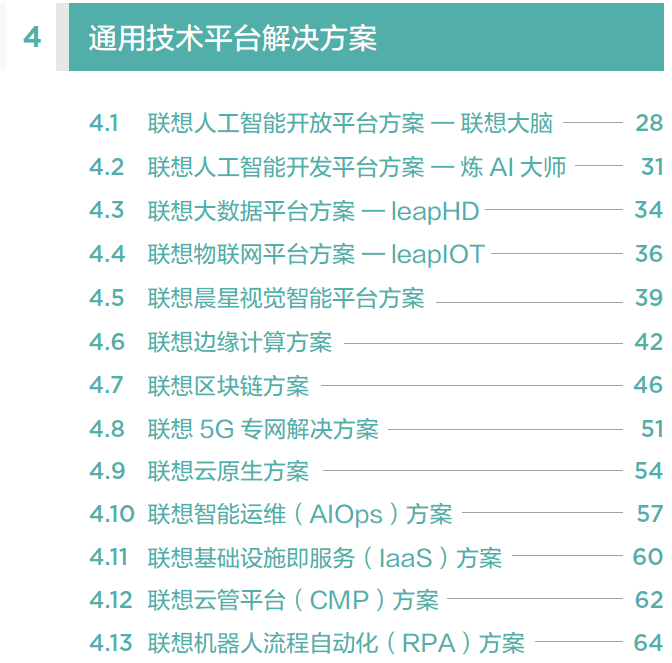 4 通用技术平台解决方案
4.1 联想人工智能开放平台方案 — 联想大脑 28
4.2 联想人工智能开发平台方案 — 炼 AI 大师 31
4.3 联想大数据平台方案 — leapHD 34
4.4 联想物联网平台方案 — leapIOT 36
4.5 联想晨星视觉智能平台方案 39
4.6 联想边缘计算方案 42
4.7 联想区块链方案 46
4.8 联想 5G 专网解决方案 51
4.9 联想云原生方案 54
4.10 联想智能运维（AIOps）方案 57
4.11 联想基础设施即服务（IaaS）方案 60
4.12 联想云管平台（CMP）方案 62
4.13 联想机器人流程自动化（RPA）方案 64